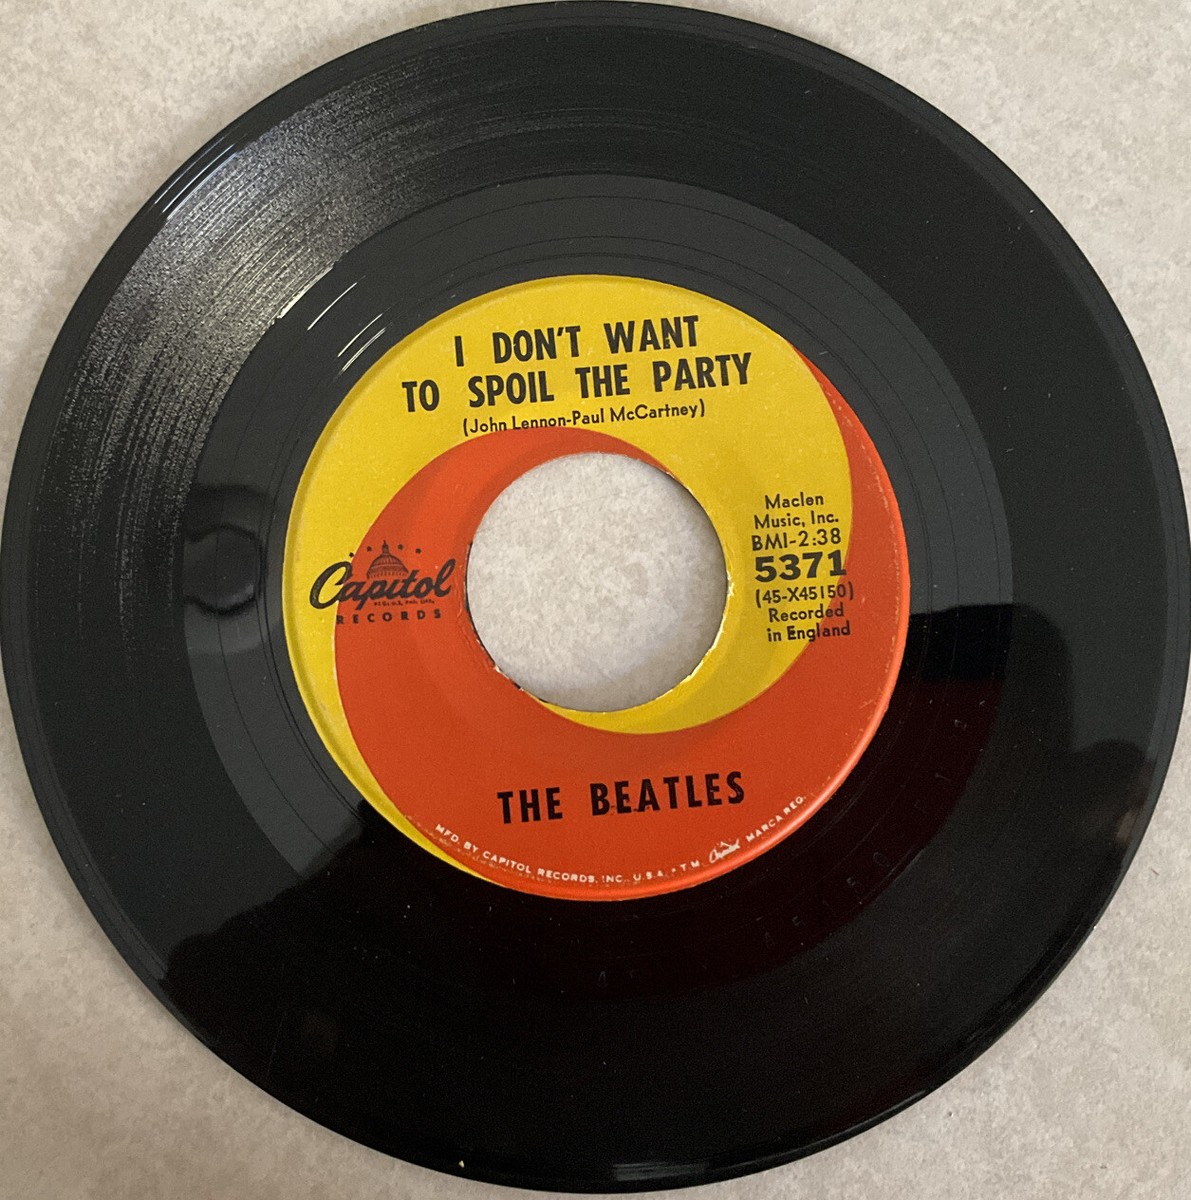 I DON'T WANT
TO SPOIL THE PARTY
(John Lennon-Paul McCartney)
Maclen
Music, Inc.
BMI-2:38
5371
(45-X45150)
Recorded
in England
Capitol
RECORDS
THE BEATLES
MFD. BY CAPITOL RECORDS, INC. U.S.A. • T.M. Capitol MARCA REG.